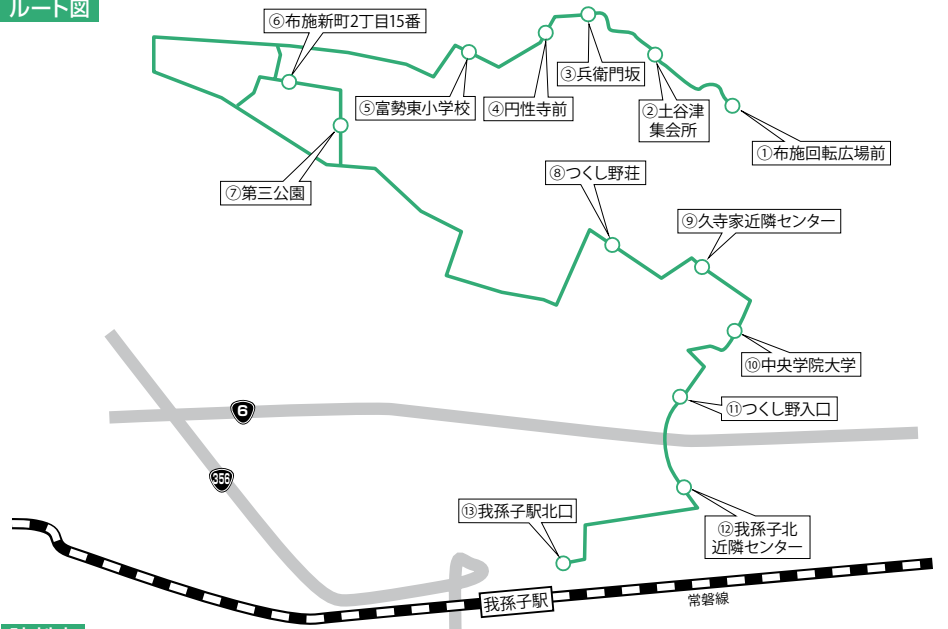 ルート図
⑥布施新町2丁目15番
③兵衛門坂
⑤富勢東小学校
④円性寺前
②土谷津
集会所
①布施回転広場前
⑦第三公園
⑧つくし野荘
⑨久寺家近隣センター
⑩中央学院大学
⑪つくし野入口
6
356
⑬我孫子駅北口
⑫我孫子北
近隣センター
我孫子駅
常磐線